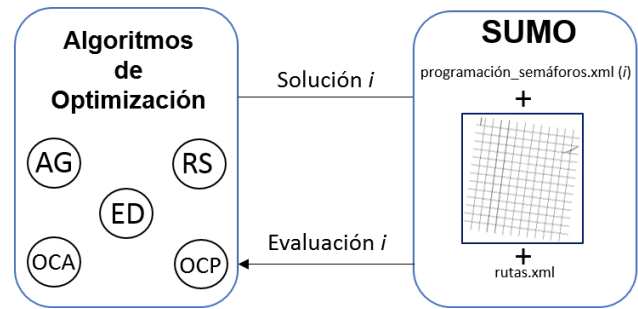 Algoritmos
de
Optimización
AG
RS
ED
OCA
OCP
Solución i
Evaluación i
SUMO
programación_semáforos.xml (i)
+
+
rutas.xml